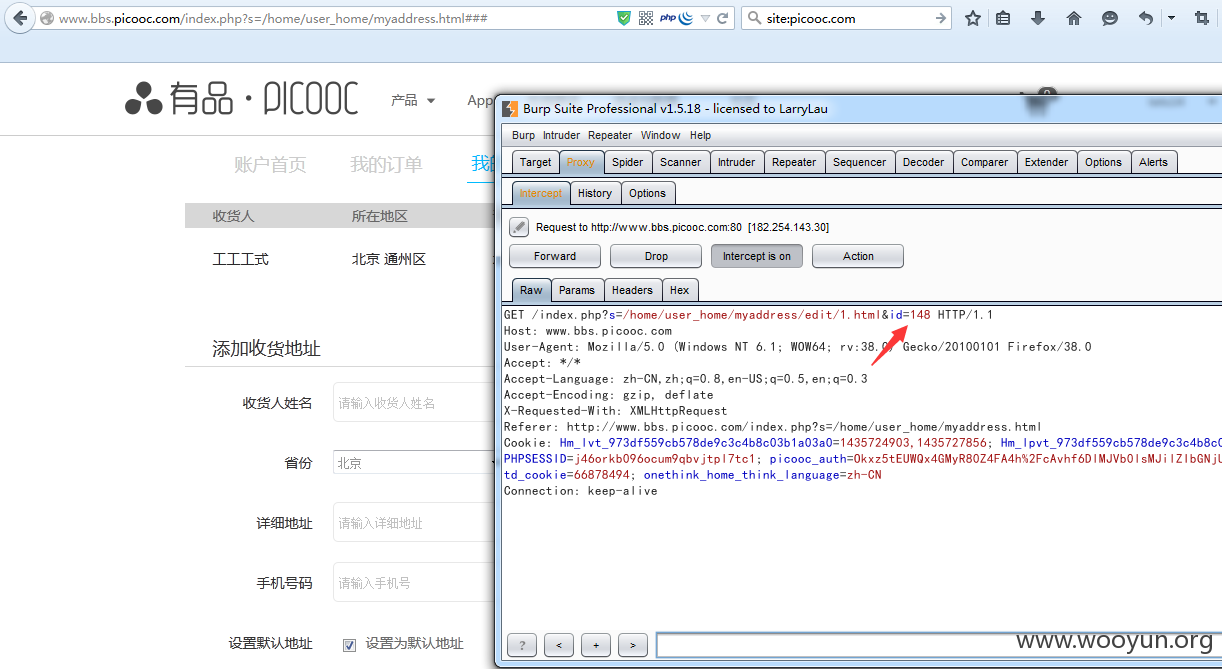 www.bbs.picooc.com/index.php?s=/home/user_home/myaddress.html###
php
site:picooc.com
有品·PICOOC
产品
App
账户首页
我的订单
收货人
所在地区
工工工式
北京 通州区
添加收货地址
收货人姓名
请输入收货人姓名
省份
北京
详细地址
请输入详细地址
手机号码
请输入手机号
设置默认地址
设置为默认地址
Burp Suite Professional v1.5.18 - licensed to LarryLau
Burp Intruder Repeater Window Help
Target Proxy Spider Scanner Intruder Repeater Sequencer Decoder Comparer Extender Options Alerts
Intercept History Options
Request to http://www.bbs.picooc.com:80 [182.254.143.30]
Forward Drop Intercept is on Action
Raw Params Headers Hex
GET /index.php?s=/home/user_home/myaddress/edit/1.html&id=148 HTTP/1.1
Host: www.bbs.picooc.com
User-Agent: Mozilla/5.0 (Windows NT 6.1; WOW64; rv:38.0) Gecko/20100101 Firefox/38.0
Accept: */*
Accept-Language: zh-CN,zh;q=0.8,en-US;q=0.5,en;q=0.3
Accept-Encoding: gzip, deflate
X-Requested-With: XMLHttpRequest
Referer: http://www.bbs.picooc.com/index.php?s=/home/user_home/myaddress.html
Cookie: Hm_lvt_973df559cb578de9c3c4b8c03b1a03a0=1435724903,1435727856; Hm_lpvt_973df559cb578de9c3c4b8c0
PHPSESSID=j46orkb096ocum9qbvjtpl7tc1; picooc_auth=Okxz5tEUWQx4GMyR80Z4FA4h%2FcAvhf6DlMJVb0lsMJilZlbGNjU
td_cookie=66878494; onethink_home_think_language=zh-CN
Connection: keep-alive
? < + >
www.wooyun.org